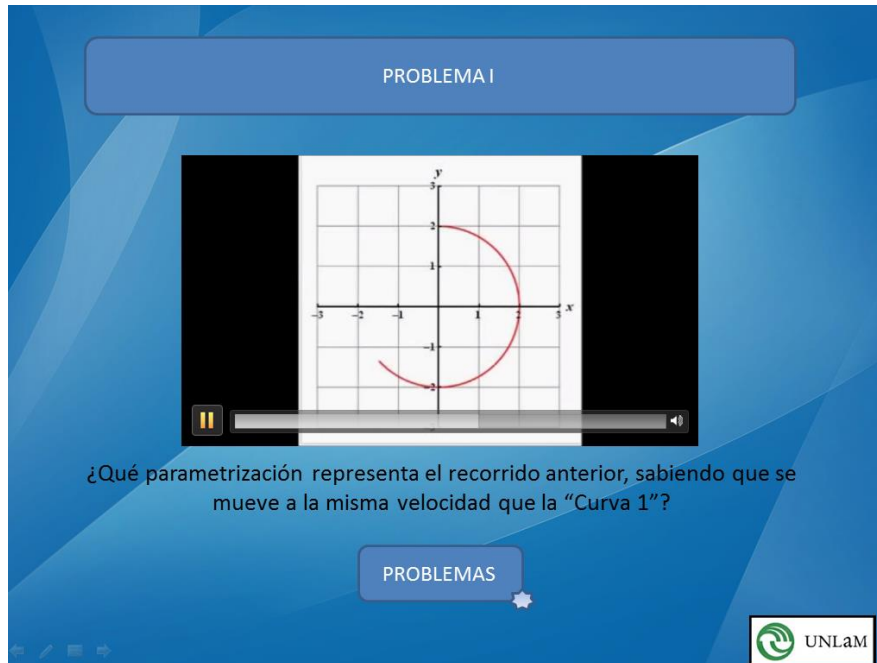 PROBLEMA I
y
3
2
1
-3 -2 -1 1 2 3 x
-1
-2
¿Qué parametrización representa el recorrido anterior, sabiendo que se
mueve a la misma velocidad que la “Curva 1”?
PROBLEMAS
UNLaM